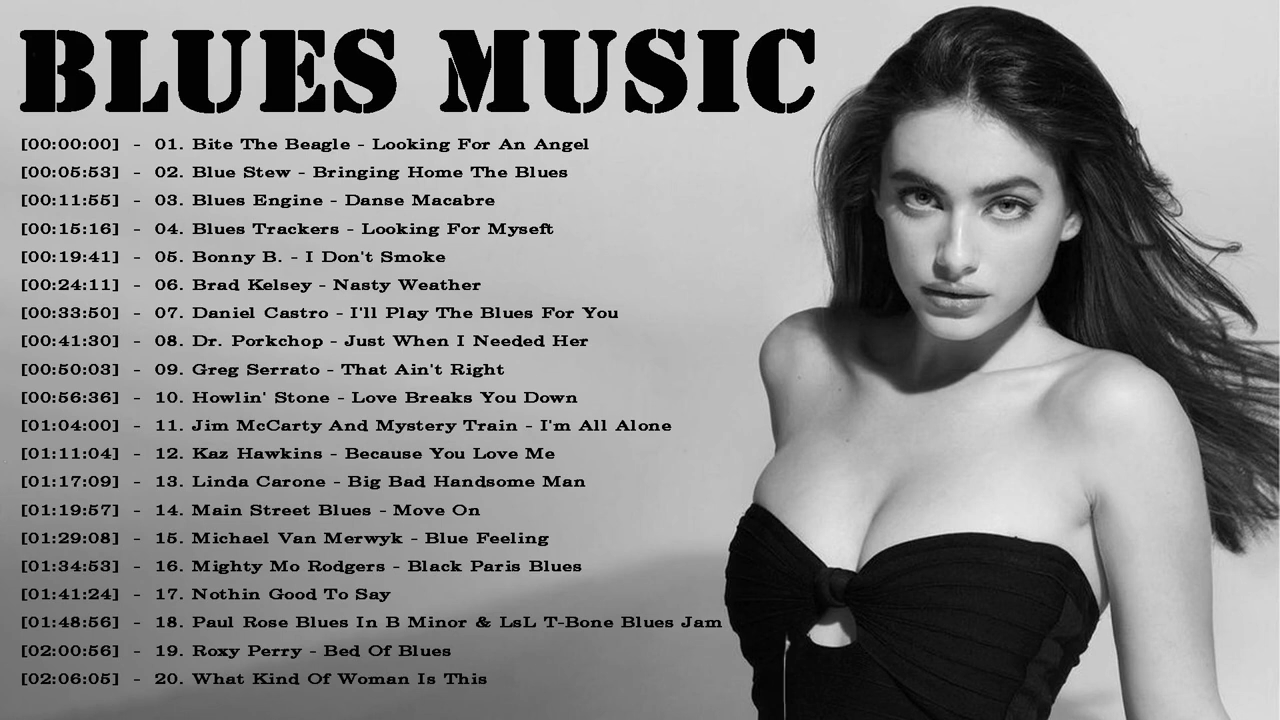 BLUES MUSIC
[00:00:00] - 01. Bite The Beagle - Looking For An Angel
[00:05:53] - 02. Blue Stew - Bringing Home The Blues
[00:11:55] - 03. Blues Engine - Danse Macabre
[00:15:16] - 04. Blues Trackers - Looking For Myseft
[00:19:41] - 05. Bonny B. - I Don't Smoke
[00:24:11] - 06. Brad Kelsey - Nasty Weather
[00:33:50] - 07. Daniel Castro - I'll Play The Blues For You
[00:41:30] - 08. Dr. Porkchop - Just When I Needed Her
[00:50:03] - 09. Greg Serrato - That Ain't Right
[00:56:36] - 10. Howlin' Stone - Love Breaks You Down
[01:04:00] - 11. Jim McCarty And Mystery Train - I'm All Alone
[01:11:04] - 12. Kaz Hawkins - Because You Love Me
[01:17:09] - 13. Linda Carone - Big Bad Handsome Man
[01:19:57] - 14. Main Street Blues - Move On
[01:29:08] - 15. Michael Van Merwyk - Blue Feeling
[01:34:53] - 16. Mighty Mo Rodgers - Black Paris Blues
[01:41:24] - 17. Nothin Good To Say
[01:48:56] - 18. Paul Rose Blues In B Minor & LsL T-Bone Blues Jam
[02:00:56] - 19. Roxy Perry - Bed Of Blues
[02:06:05] - 20. What Kind Of Woman Is This